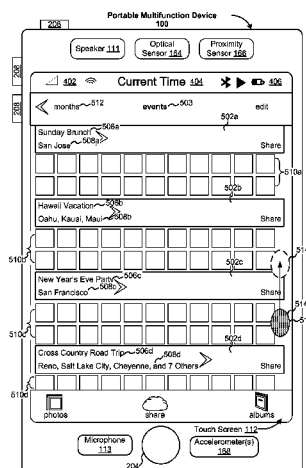 Portable Multifunction Device
100
206
Speaker 111
Optical
Sensor 164
Proximity
Sensor 166
208
208
402
Current Time 404
406
months 512
events 503
edit
502a
Sunday Brunch 506a
San Jose 508a
Share
510a
502b
Hawaii Vacation 506b
Oahu, Kauai, Maui 508b
Share
510b
502c
New Year's Eve Party 506c
San Francisco 508c
Share
510c
502d
Cross Country Road Trip 506d
508d
Reno, Salt Lake City, Cheyenne, and 7 Others
Share
510d
photos
share
albums
Touch Screen 112
Microphone
113
Accelerometer(s)
168
204